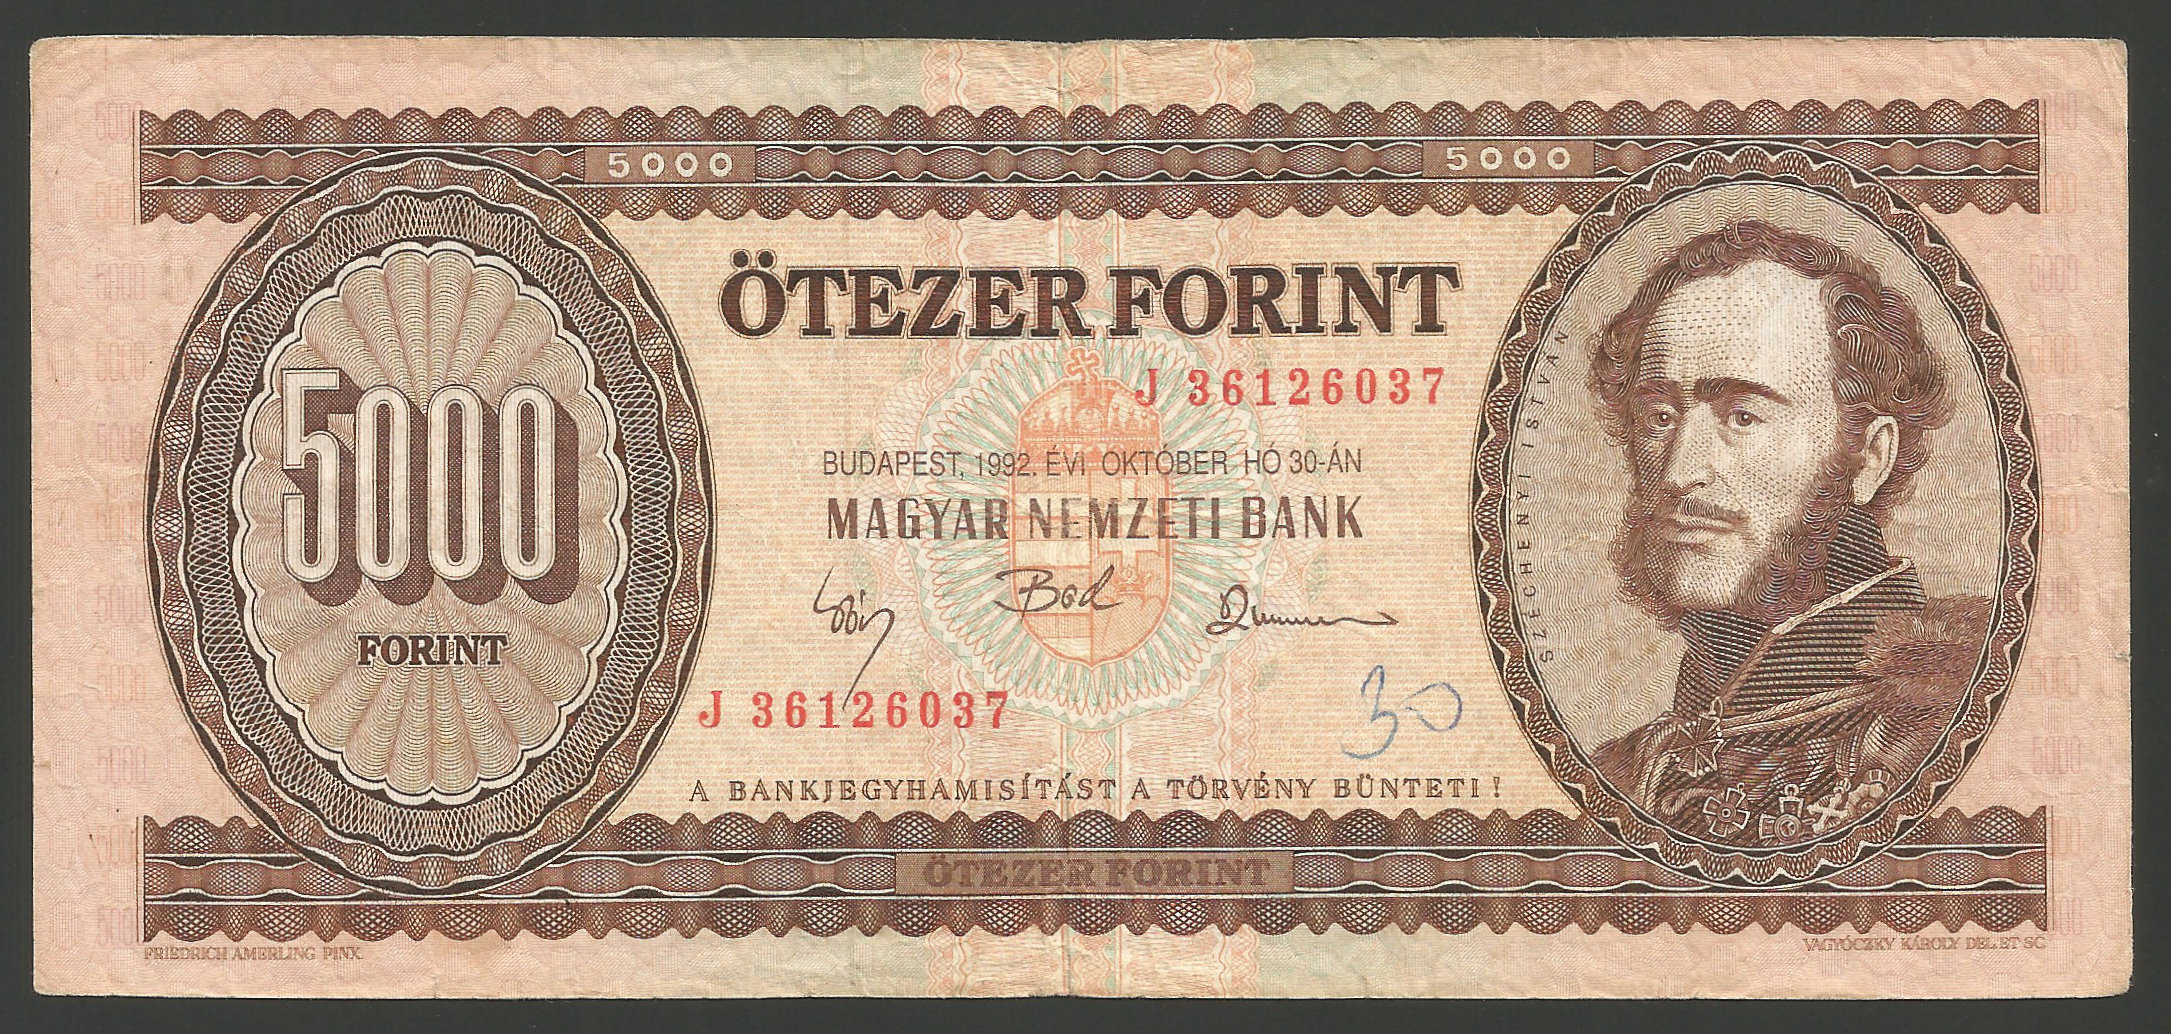 5000
5000
ÖTEZER FORINT
J 36126037
5000
FORINT
BUDAPEST, 1992. ÉVI OKTÓBER HÓ 30-ÁN
MAGYAR NEMZETI BANK
Bod
J 36126037
30
A BANKJEGYHAMISÍTÁST A TÖRVÉNY BÜNTETI !
SZÉCHENYI ISTVÁN
ÖTEZER FORINT
FRIEDRICH AMERLING PINX.
VAGYÓCZKY KÁROLY DEL. ET SC.